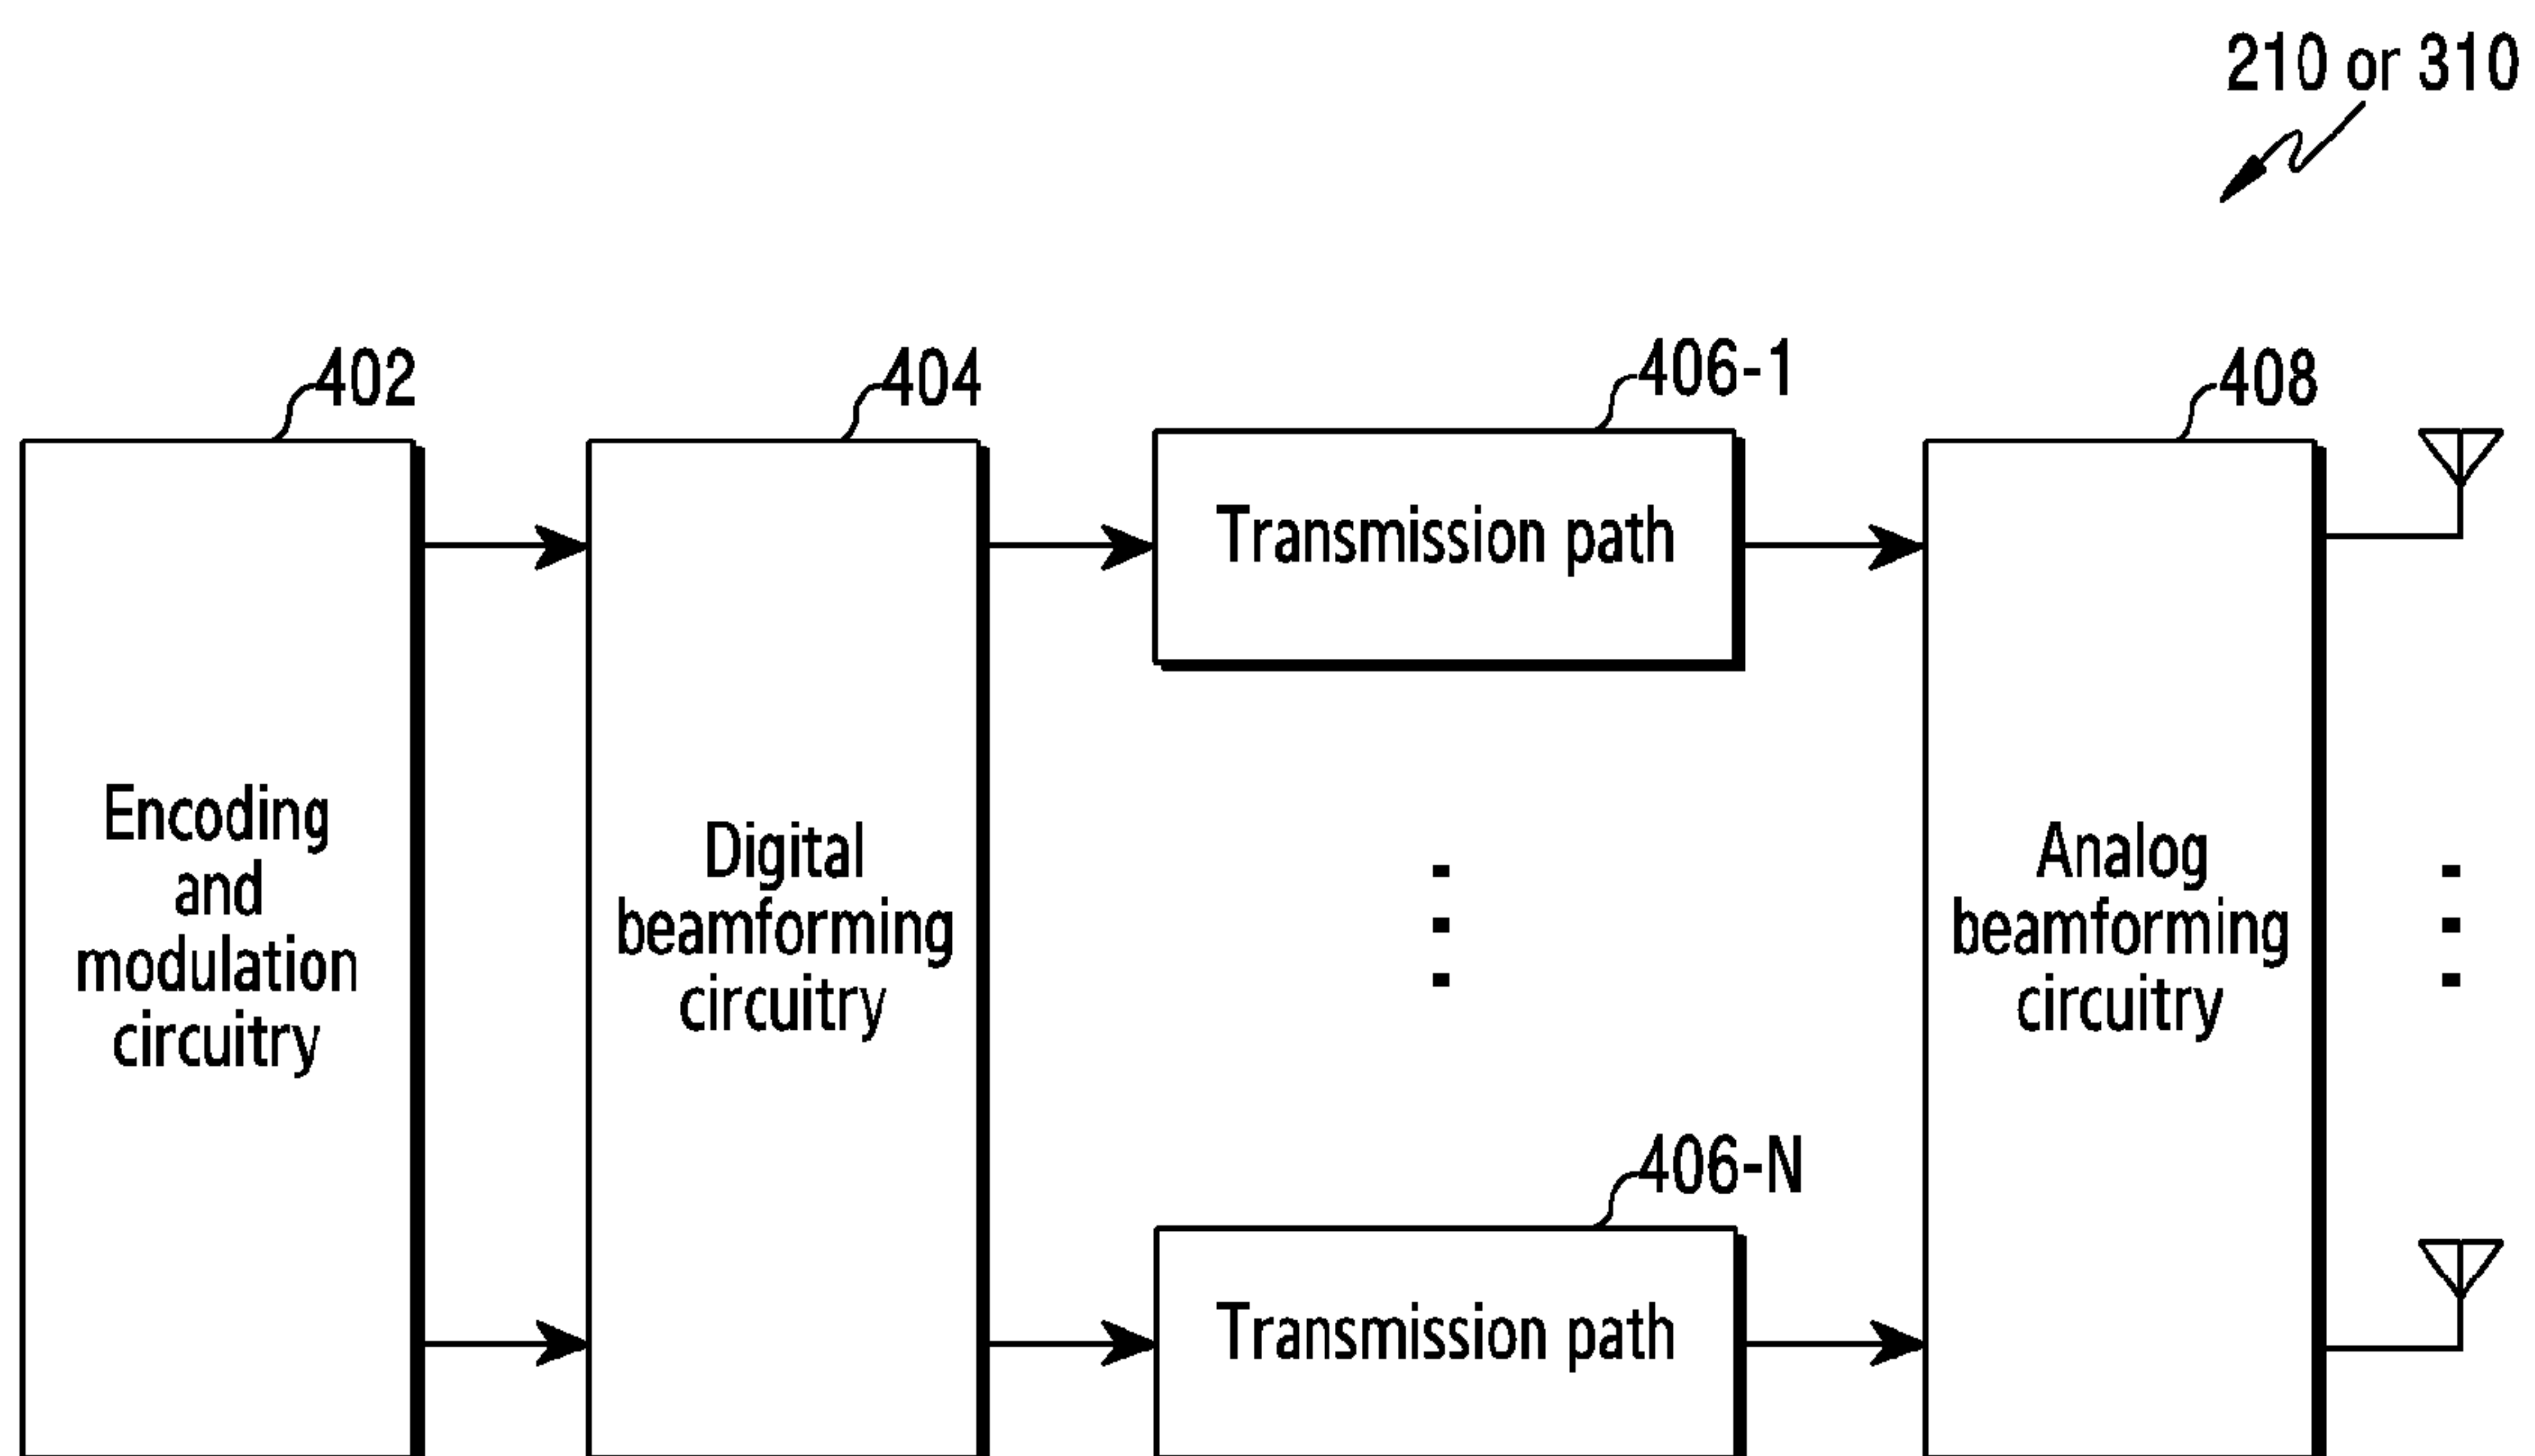 210 or 310
402
404
406-1
408
Encoding
and
modulation
circuitry
Digital
beamforming
circuitry
Transmission path
Analog
beamforming
circuitry
406-N
Transmission path